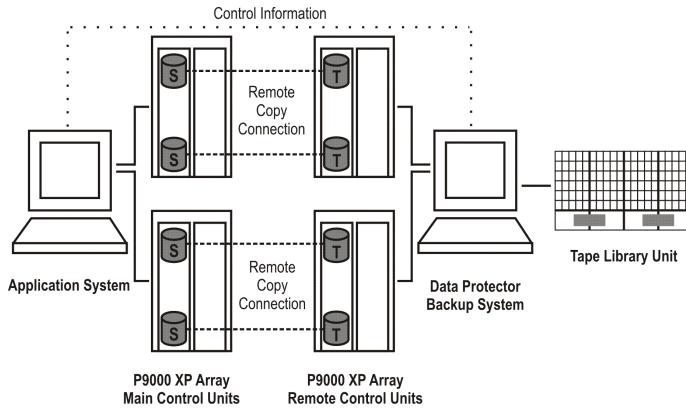 Control Information
S
T
Remote
Copy
Connection
S
T
S
T
Remote
Copy
Connection
S
T
Application System
Data Protector
Backup System
Tape Library Unit
P9000 XP Array
Main Control Units
P9000 XP Array
Remote Control Units